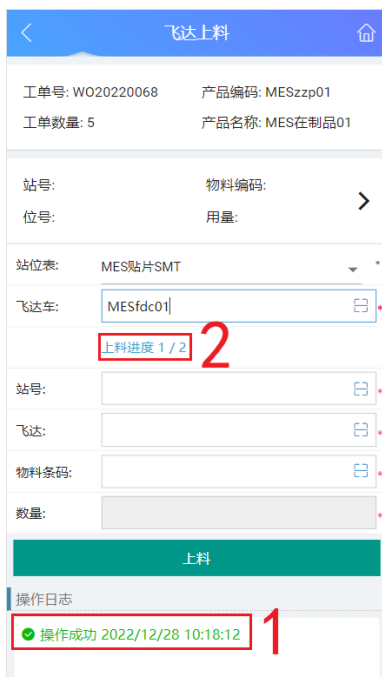 飞达上料
工单号: WO20220068 产品编码: MESzzp01
工单数量: 5 产品名称: MES在制品01
站号: 物料编码:
位号: 用量:
站位表: MES贴片SMT *
飞达车: MESfdc01 *
上料进度 1 / 2 2
站号: *
飞达: *
物料条码: *
数量: *
上料
操作日志
操作成功 2022/12/28 10:18:12 1